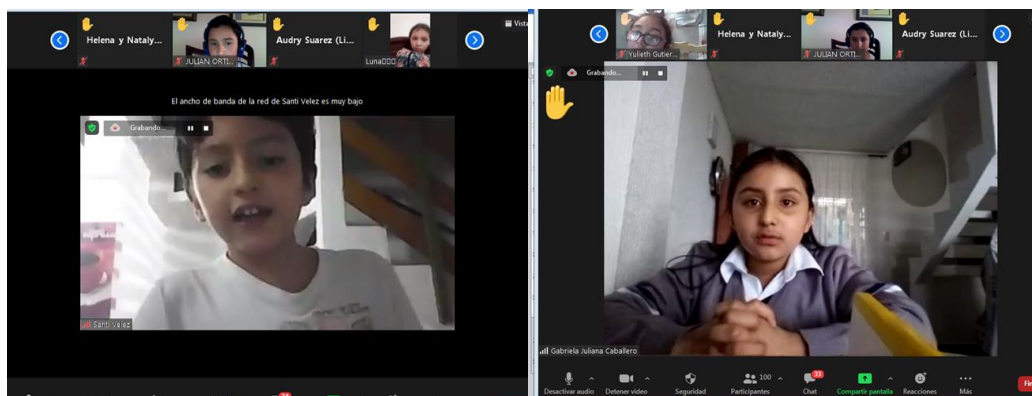 Helena y Nataly...
JULIAN ORTI...
Audry Suarez (Li...
Luna
Vista
El ancho de banda de la red de Santi Velez es muy bajo
Grabando...
Santi Velez
Yulieth Gutier...
Helena y Nataly...
JULIAN ORTI...
Audry Suarez (Li...
Grabando...
Gabriela Juliana Caballero
Desactivar audio
Detener video
Seguridad
100
Participantes
33
Chat
Compartir pantalla
Reacciones
Más